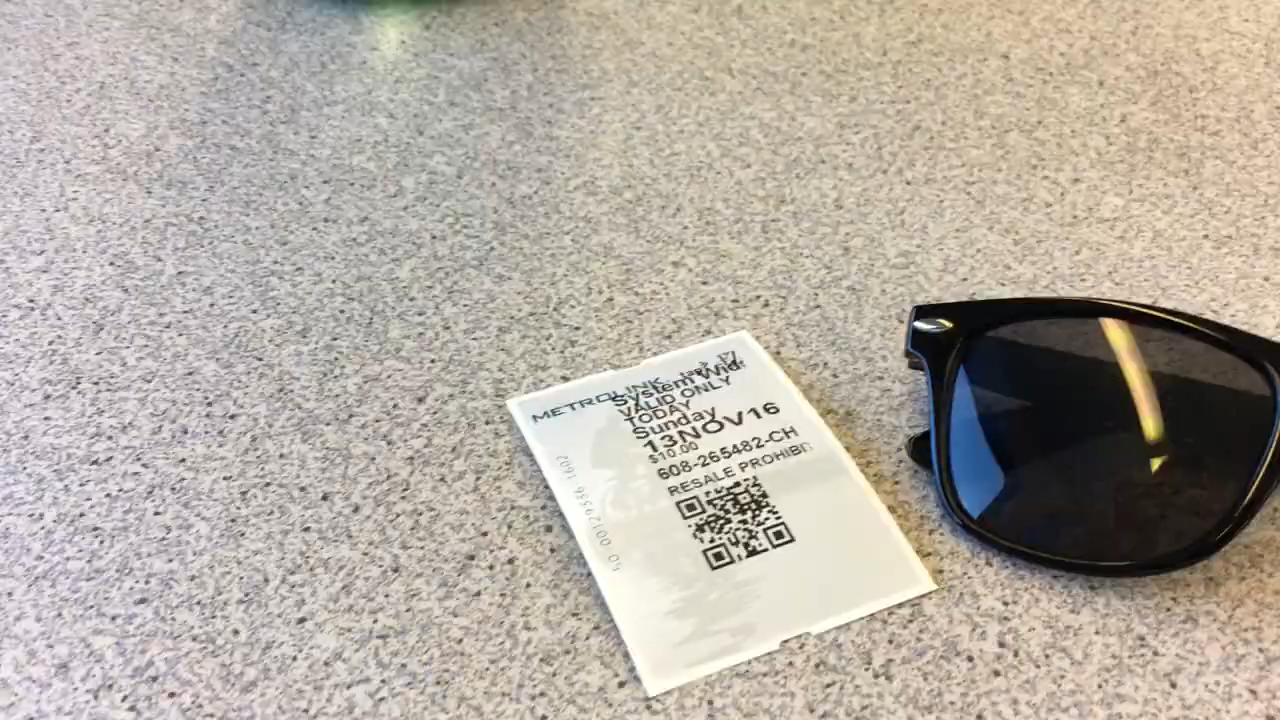 METROLINK
System Wid
VALID ONLY
TODAY
Sunday
13NOV16
$10.00
608-265482-CH
RESALE PROHIBI